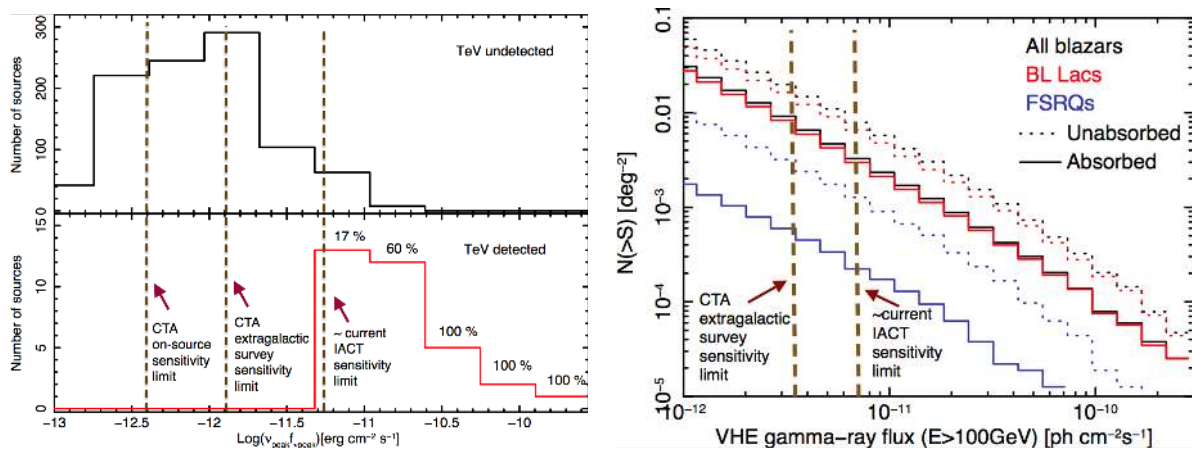 300
200
100
0
Number of sources
TeV undetected
15
10
5
0
Number of sources
TeV detected
17 %
60 %
100 %
100 %
100 %
CTA
on-source
sensitivity
limit
CTA
extragalactic
survey
sensitivity
limit
~current
IACT
sensitivity
limit
-13
-12.5
-12
-11.5
-11
-10.5
-10
Log(νpeakfνpeak)[erg cm−2 s−1]
0.1
0.01
10−3
10−4
10−5
N(>S) [deg−2]
All blazars
BL Lacs
FSRQs
Unabsorbed
Absorbed
CTA
extragalactic
survey
sensitivity
limit
~current
IACT
sensitivity
limit
10−12
10−11
10−10
VHE gamma-ray flux (E>100GeV) [ph cm−2s−1]